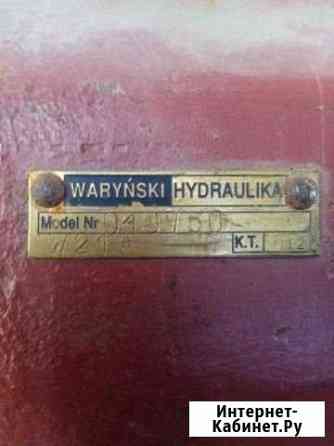 WARYŃSKI HYDRAULIKA
Model Nr
K.T.
Интернет-
Кабинет.Ру